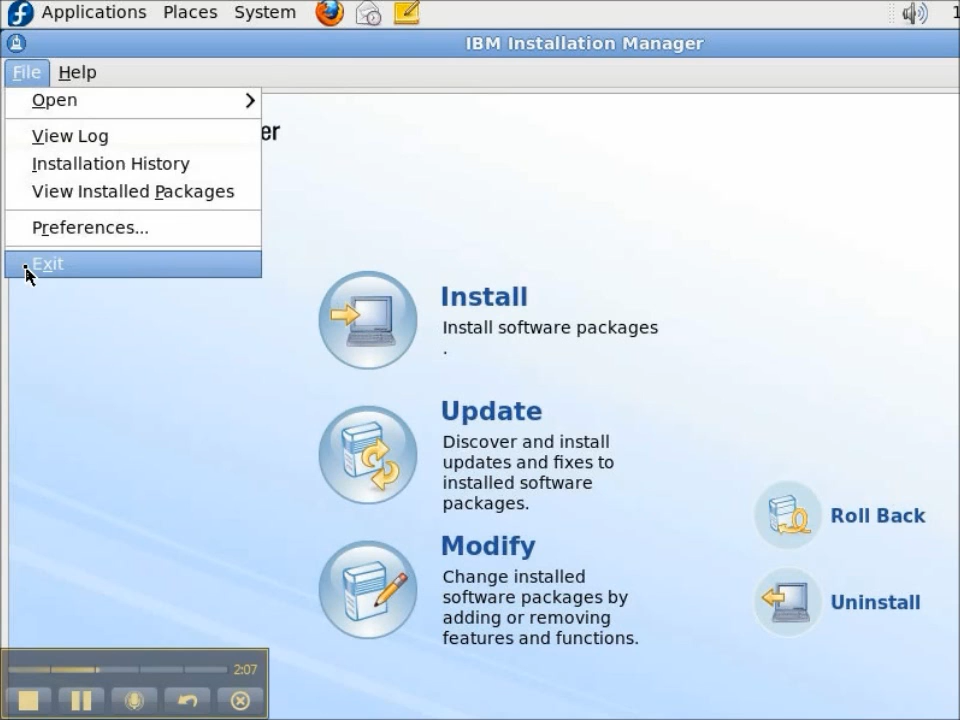 Applications Places System 1
IBM Installation Manager
File Help
Open
View Log
er
Installation History
View Installed Packages
Preferences...
Exit
Install
Install software packages
.
Update
Discover and install
updates and fixes to
installed software
packages.
Roll Back
Modify
Change installed
software packages by
adding or removing
features and functions.
Uninstall
2:07